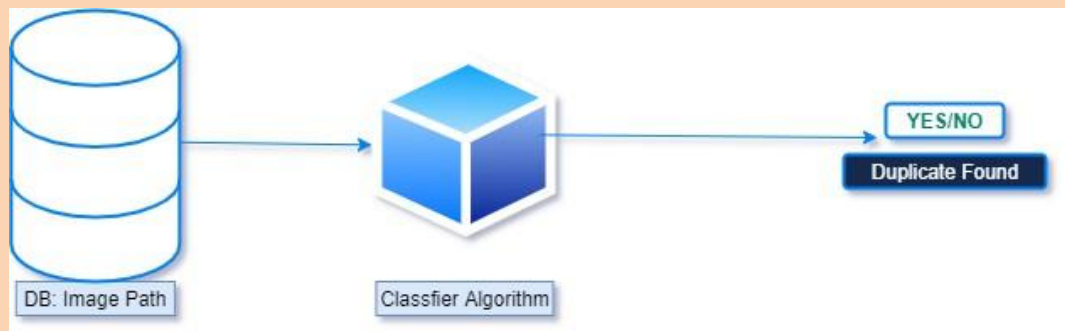 YES/NO
Duplicate Found
DB: Image Path
Classfier Algorithm